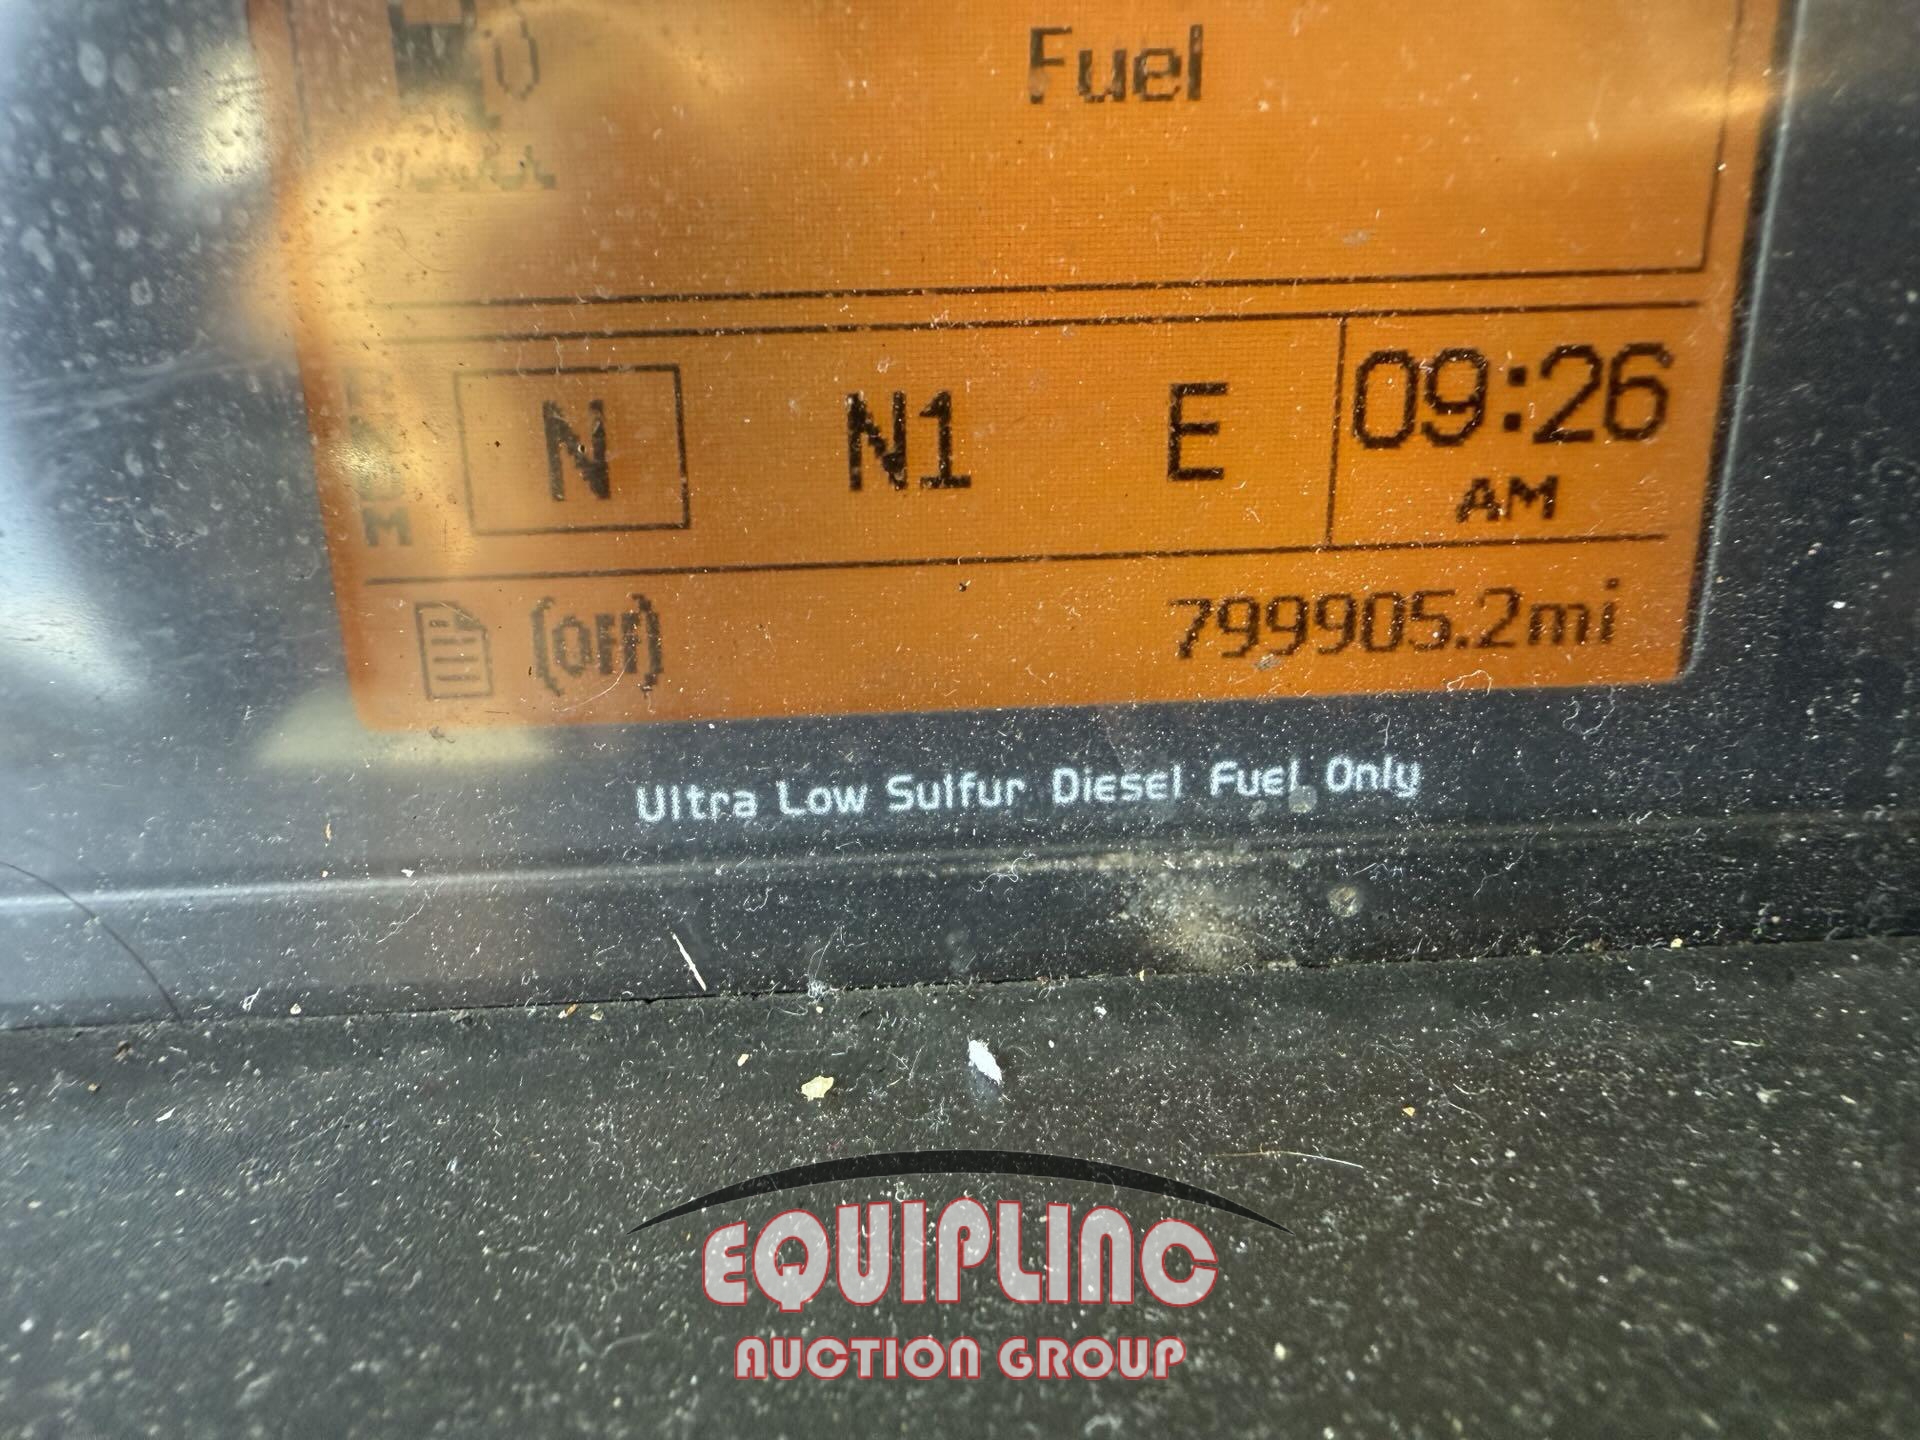 Fuel
N N1 E 09:26
AM
M
(Off) 799905.2mi
Ultra Low Sulfur Diesel Fuel Only
EQUIPLINC
AUCTION GROUP